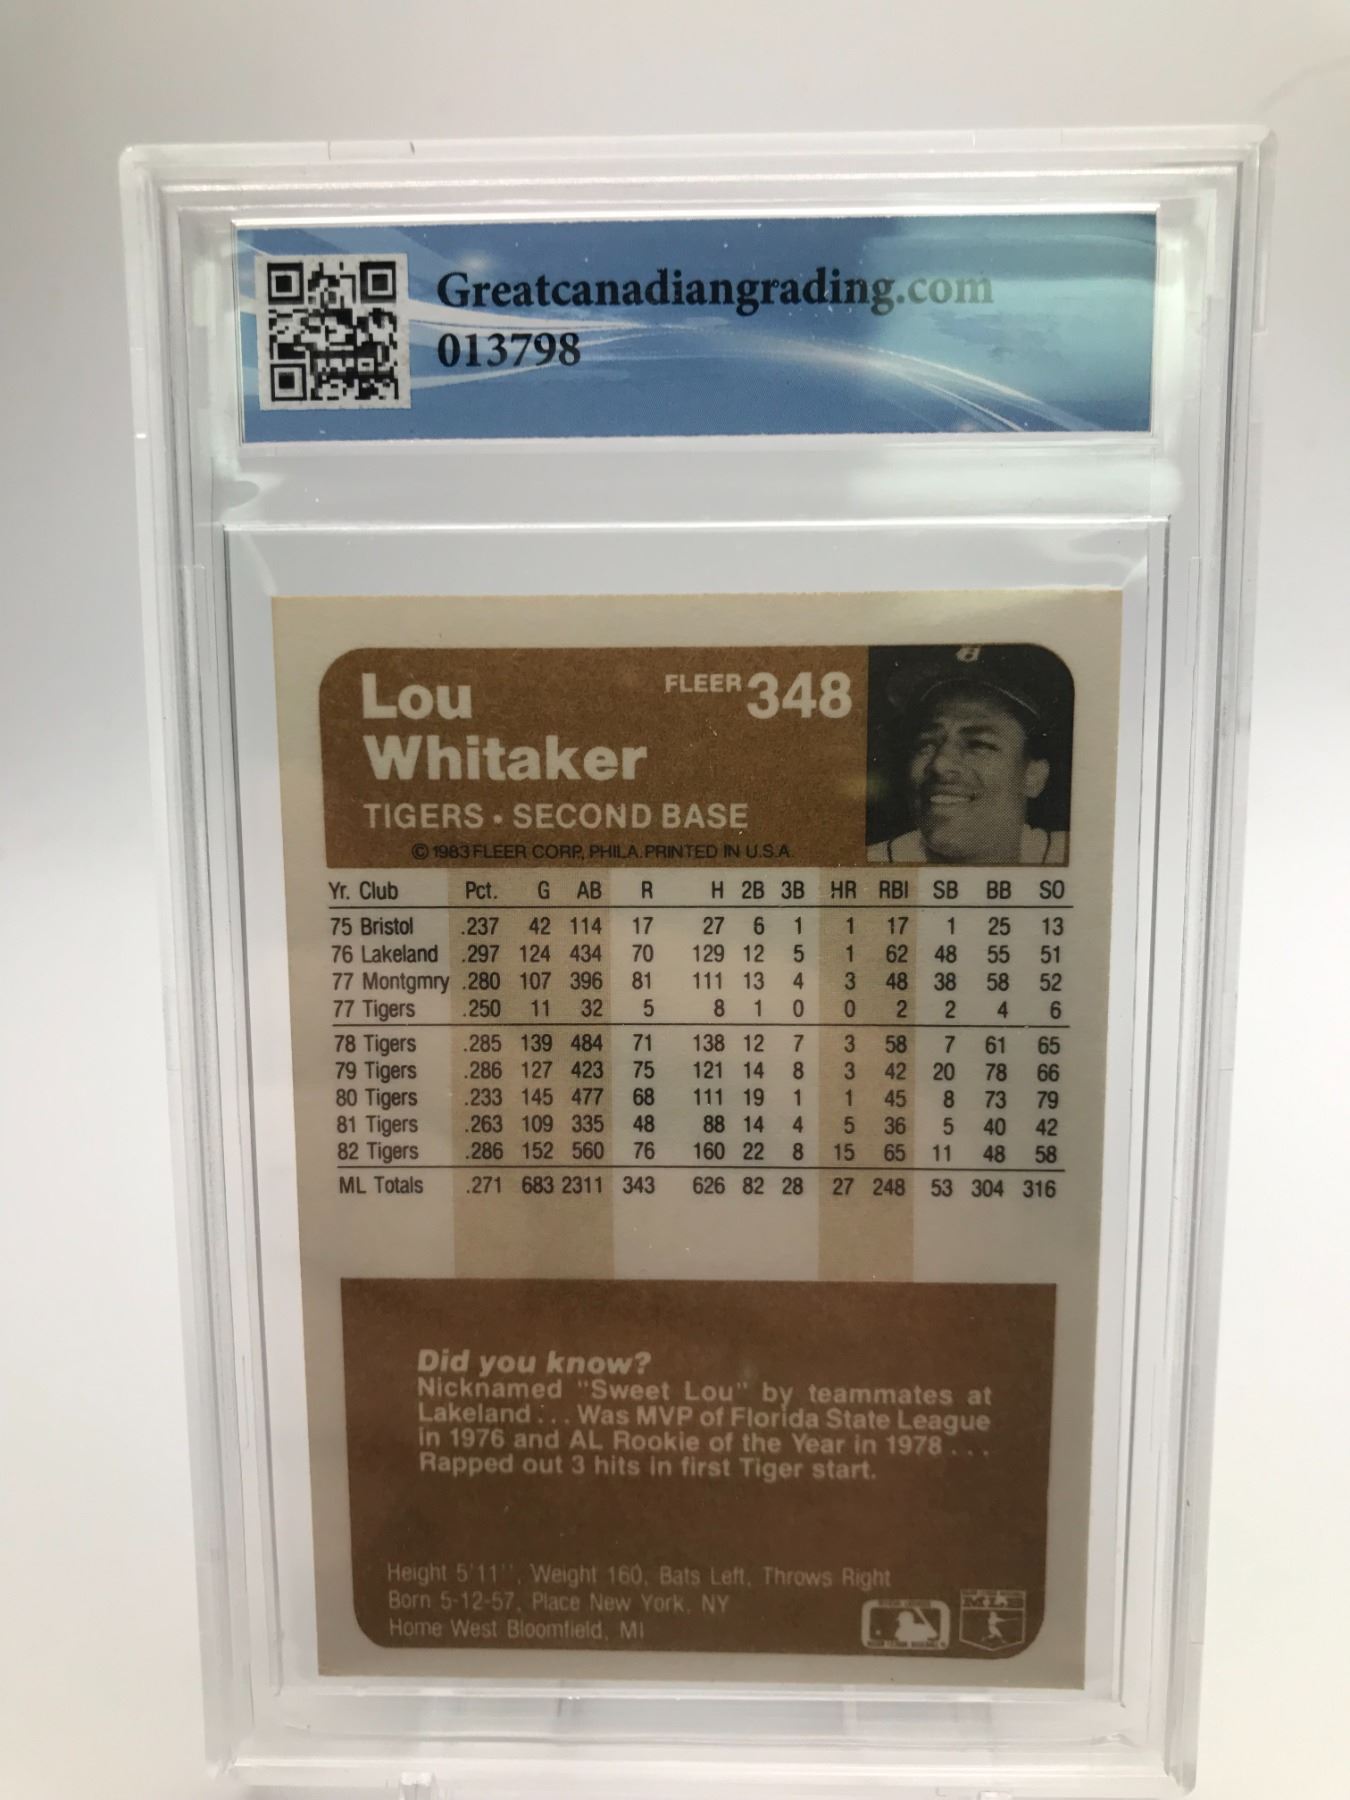 Greatcanadiangrading.com
013798
Lou
Whitaker
FLEER 348
TIGERS • SECOND BASE
© 1983 FLEER CORP., PHILA. PRINTED IN U.S.A.
Yr. Club Pct. G AB R H 2B 3B HR RBI SB BB SO
75 Bristol .237 42 114 17 27 6 1 1 17 1 25 13
76 Lakeland .297 124 434 70 129 12 5 1 62 48 55 51
77 Montgmry .280 107 396 81 111 13 4 3 48 38 58 52
77 Tigers .250 11 32 5 8 1 0 0 2 2 4 6
78 Tigers .285 139 484 71 138 12 7 3 58 7 61 65
79 Tigers .286 127 423 75 121 14 8 3 42 20 78 66
80 Tigers .233 145 477 68 111 19 1 1 45 8 73 79
81 Tigers .263 109 335 48 88 14 4 5 36 5 40 42
82 Tigers .286 152 560 76 160 22 8 15 65 11 48 58
ML Totals .271 683 2311 343 626 82 28 27 248 53 304 316
Did you know?
Nicknamed "Sweet Lou" by teammates at
Lakeland ... Was MVP of Florida State League
in 1976 and AL Rookie of the Year in 1978 ...
Rapped out 3 hits in first Tiger start.
Height 5'11'', Weight 160, Bats Left, Throws Right
Born 5-12-57, Place New York, NY
Home West Bloomfield, MI
MLB